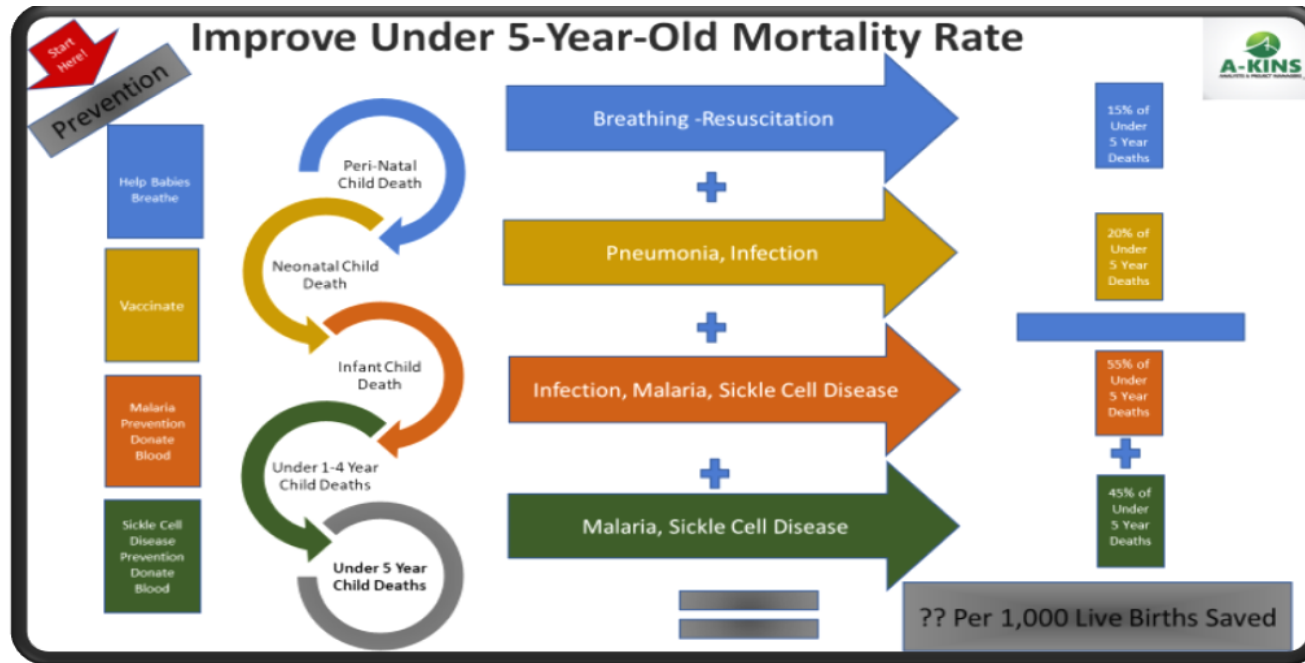 Improve Under 5-Year-Old Mortality Rate
Start
Here!
Prevention
A-KINS
ANALYSTS & PROJECT MANAGERS
Help Babies
Breathe
Peri-Natal
Child Death
Breathing -Resuscitation
15% of
Under
5 Year
Deaths
+
Vaccinate
Neonatal Child
Death
Pneumonia, Infection
20% of
Under
5 Year
Deaths
+
Malaria
Prevention
Donate
Blood
Infant Child
Death
Infection, Malaria, Sickle Cell Disease
55% of
Under
5 Year
Deaths
+
+
Sickle Cell
Disease
Prevention
Donate
Blood
Under 1-4 Year
Child Deaths
Malaria, Sickle Cell Disease
45% of
Under
5 Year
Deaths
Under 5 Year
Child Deaths
=
?? Per 1,000 Live Births Saved